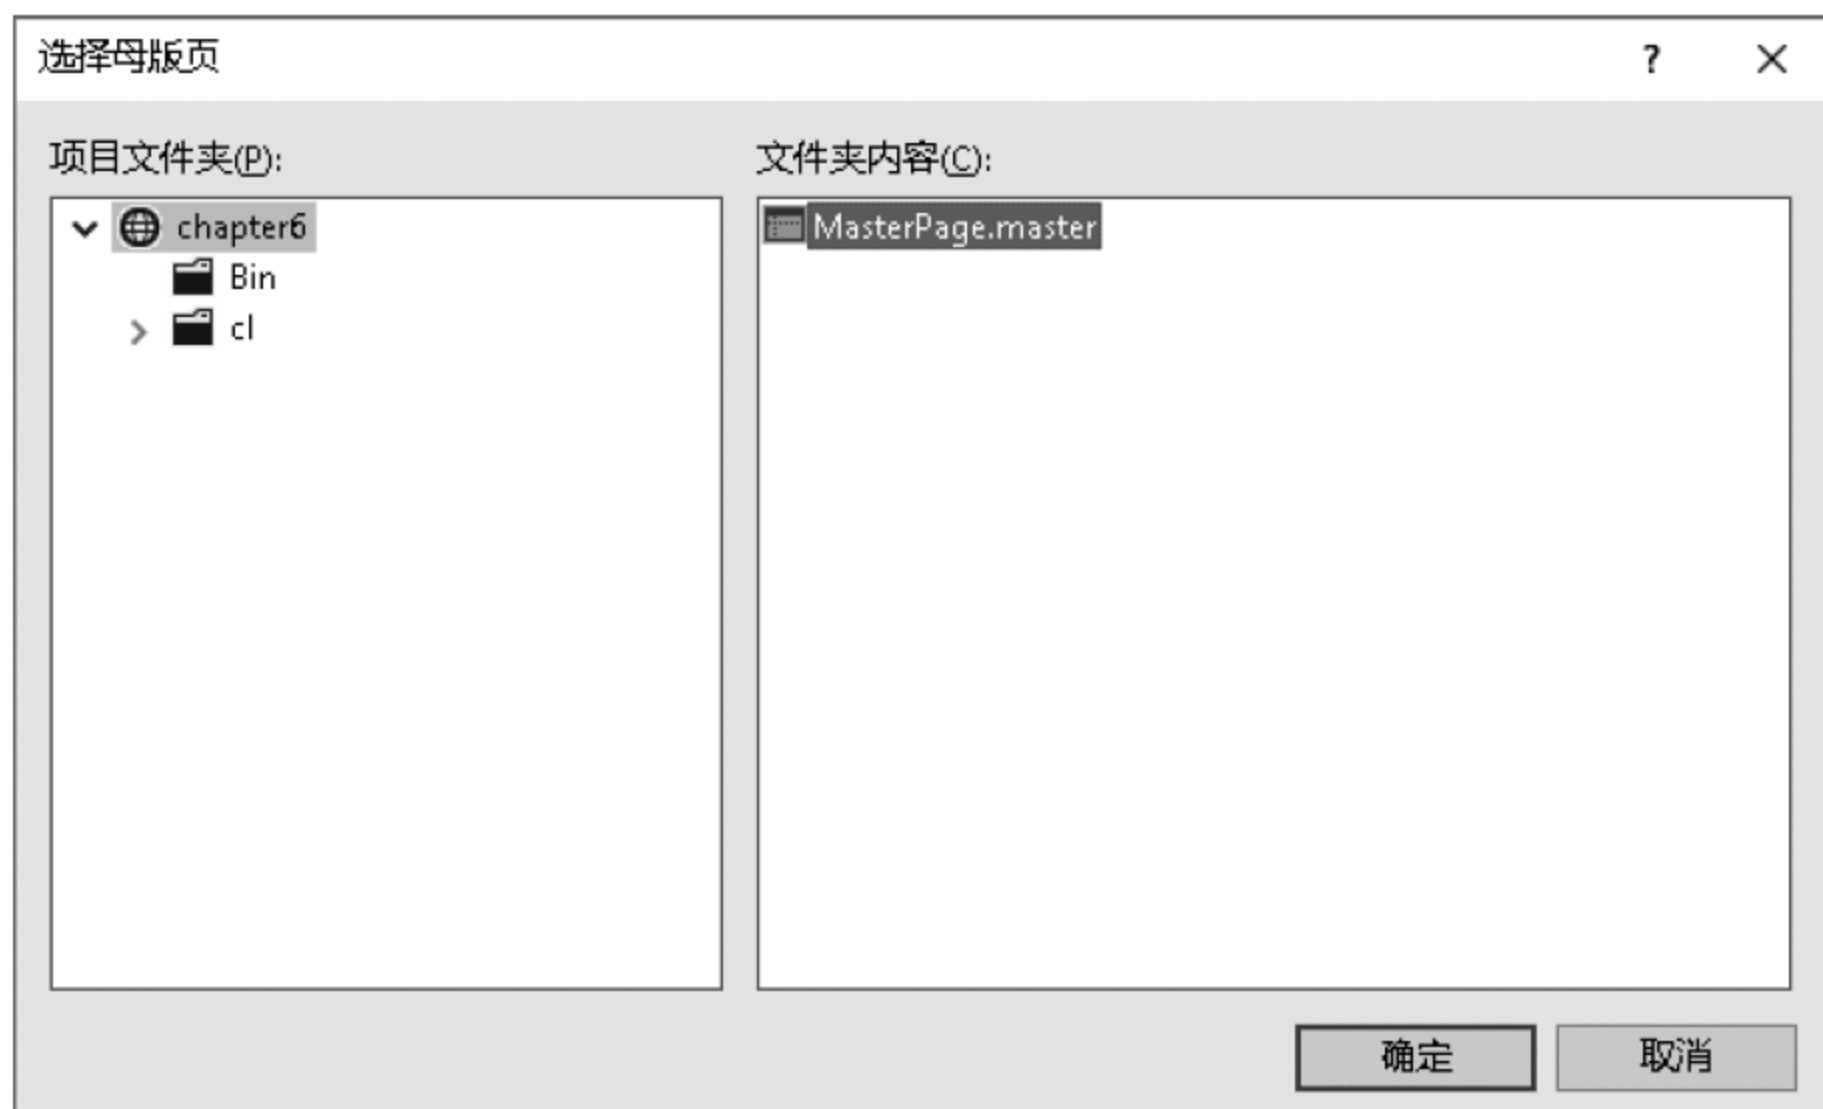 选择母版页
?
项目文件夹(P):
文件夹内容(C):
chapter6
Bin
cl
MasterPage.master
确定
取消